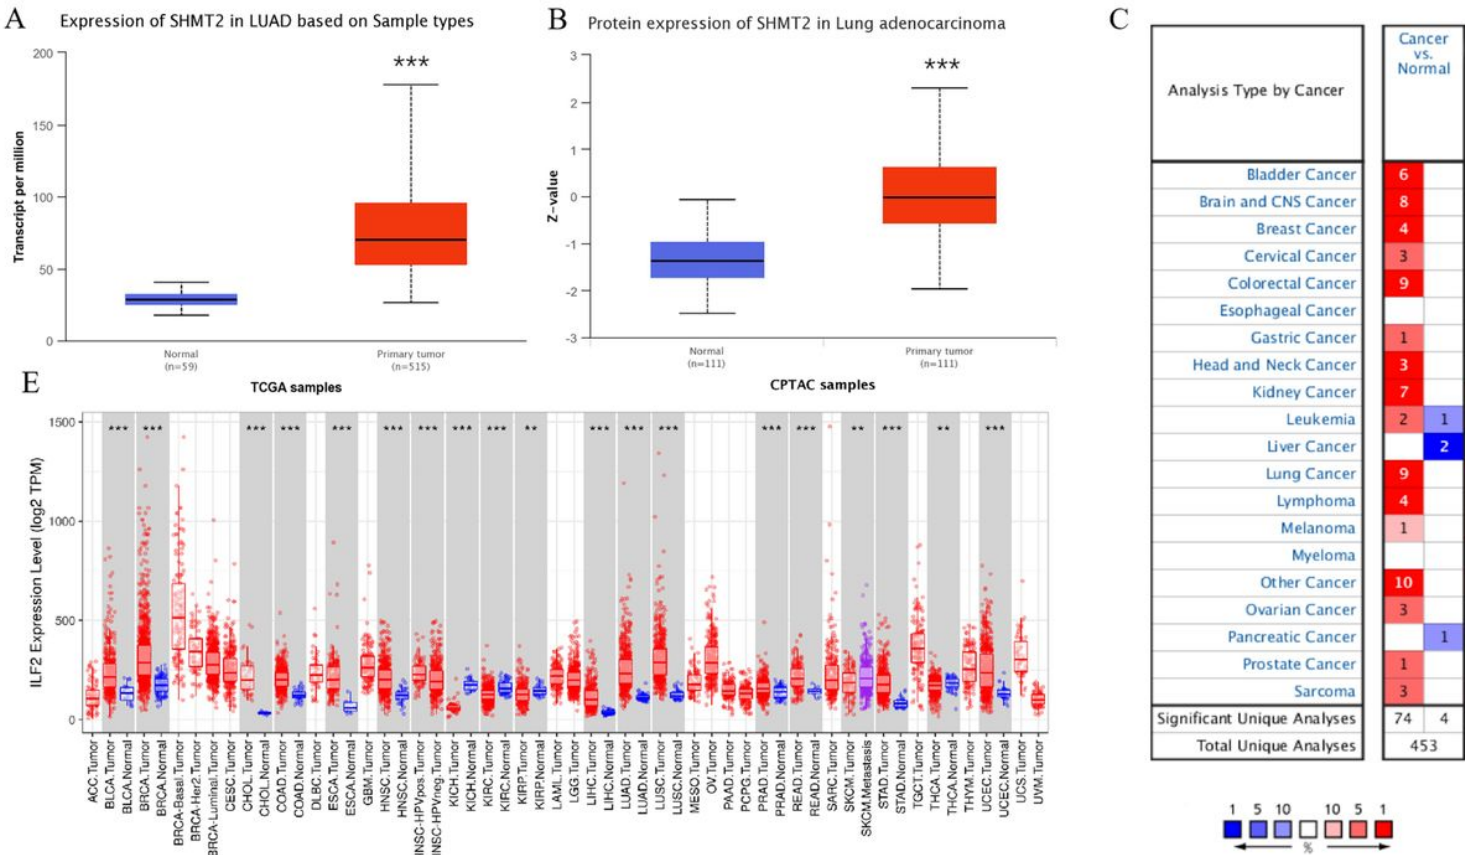 A
Expression of SHMT2 in LUAD based on Sample types
200
150
100
50
0
Transcript per million
***
Normal
(n=59)
Primary tumor
(n=515)
TCGA samples
B
Protein expression of SHMT2 in Lung adenocarcinoma
3
2
1
0
-1
-2
-3
Z-value
***
Normal
(n=111)
Primary tumor
(n=111)
CPTAC samples
C
Analysis Type by Cancer
Cancer
vs.
Normal
Bladder Cancer 6
Brain and CNS Cancer 8
Breast Cancer 4
Cervical Cancer 3
Colorectal Cancer 9
Esophageal Cancer
Gastric Cancer 1
Head and Neck Cancer 3
Kidney Cancer 7
Leukemia 2 1
Liver Cancer 2
Lung Cancer 9
Lymphoma 4
Melanoma 1
Myeloma
Other Cancer 10
Ovarian Cancer 3
Pancreatic Cancer 1
Prostate Cancer 1
Sarcoma 3
Significant Unique Analyses 74 4
Total Unique Analyses 453
1 5 10 10 5 1
%
E
1500
1000
500
0
ILF2 Expression Level (log2 TPM)
*** *** *** *** *** *** *** *** *** ** *** *** *** *** *** ** *** ** ***
ACC.Tumor
BLCA.Tumor
BLCA.Normal
BRCA.Tumor
BRCA.Normal
BRCA-Basal.Tumor
BRCA-Her2.Tumor
BRCA-Luminal.Tumor
CESC.Tumor
CHOL.Tumor
CHOL.Normal
COAD.Tumor
COAD.Normal
DLBC.Tumor
ESCA.Tumor
ESCA.Normal
GBM.Tumor
HNSC.Tumor
HNSC.Normal
INSC-HPVpos.Tumor
INSC-HPVneg.Tumor
KICH.Tumor
KICH.Normal
KIRC.Tumor
KIRC.Normal
KIRP.Tumor
KIRP.Normal
LAML.Tumor
LGG.Tumor
LIHC.Tumor
LIHC.Normal
LUAD.Tumor
LUAD.Normal
LUSC.Tumor
LUSC.Normal
MESO.Tumor
OV.Tumor
PAAD.Tumor
PCPG.Tumor
PRAD.Tumor
PRAD.Normal
READ.Tumor
READ.Normal
SARC.Tumor
SKCM.Tumor
SKCM.Metastasis
STAD.Tumor
STAD.Normal
TGCT.Tumor
THCA.Tumor
THCA.Normal
THYM.Tumor
UCEC.Tumor
UCEC.Normal
UCS.Tumor
UVM.Tumor